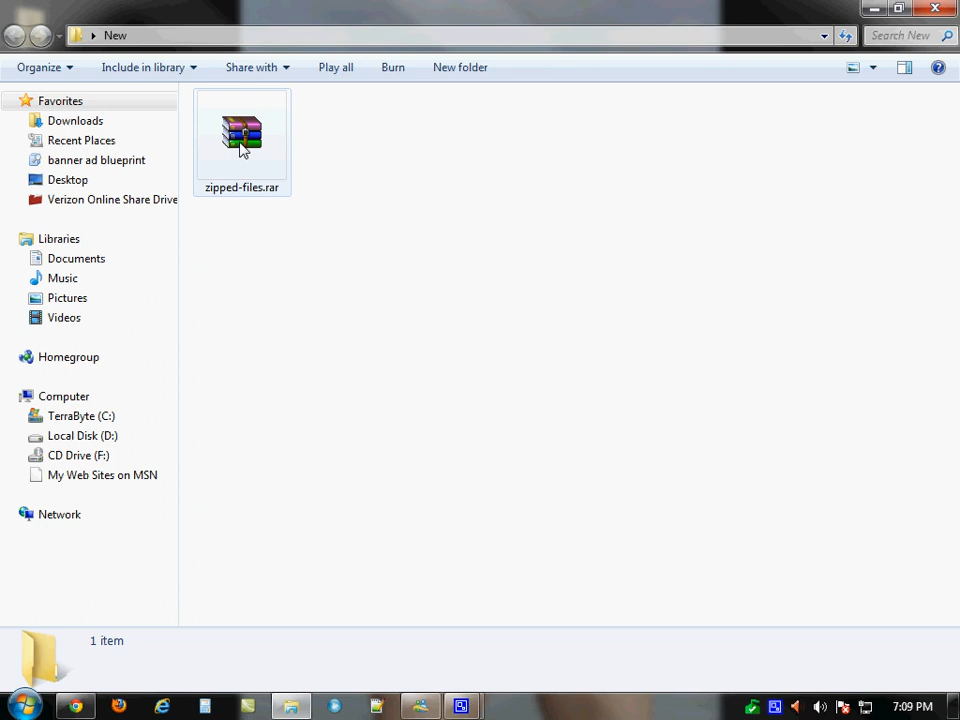 New
Search New
Organize
Include in library
Share with
Play all
Burn
New folder
Favorites
Downloads
Recent Places
banner ad blueprint
Desktop
Verizon Online Share Drive
Libraries
Documents
Music
Pictures
Videos
Homegroup
Computer
TerraByte (C:)
Local Disk (D:)
CD Drive (F:)
My Web Sites on MSN
Network
zipped-files.rar
1 item
7:09 PM